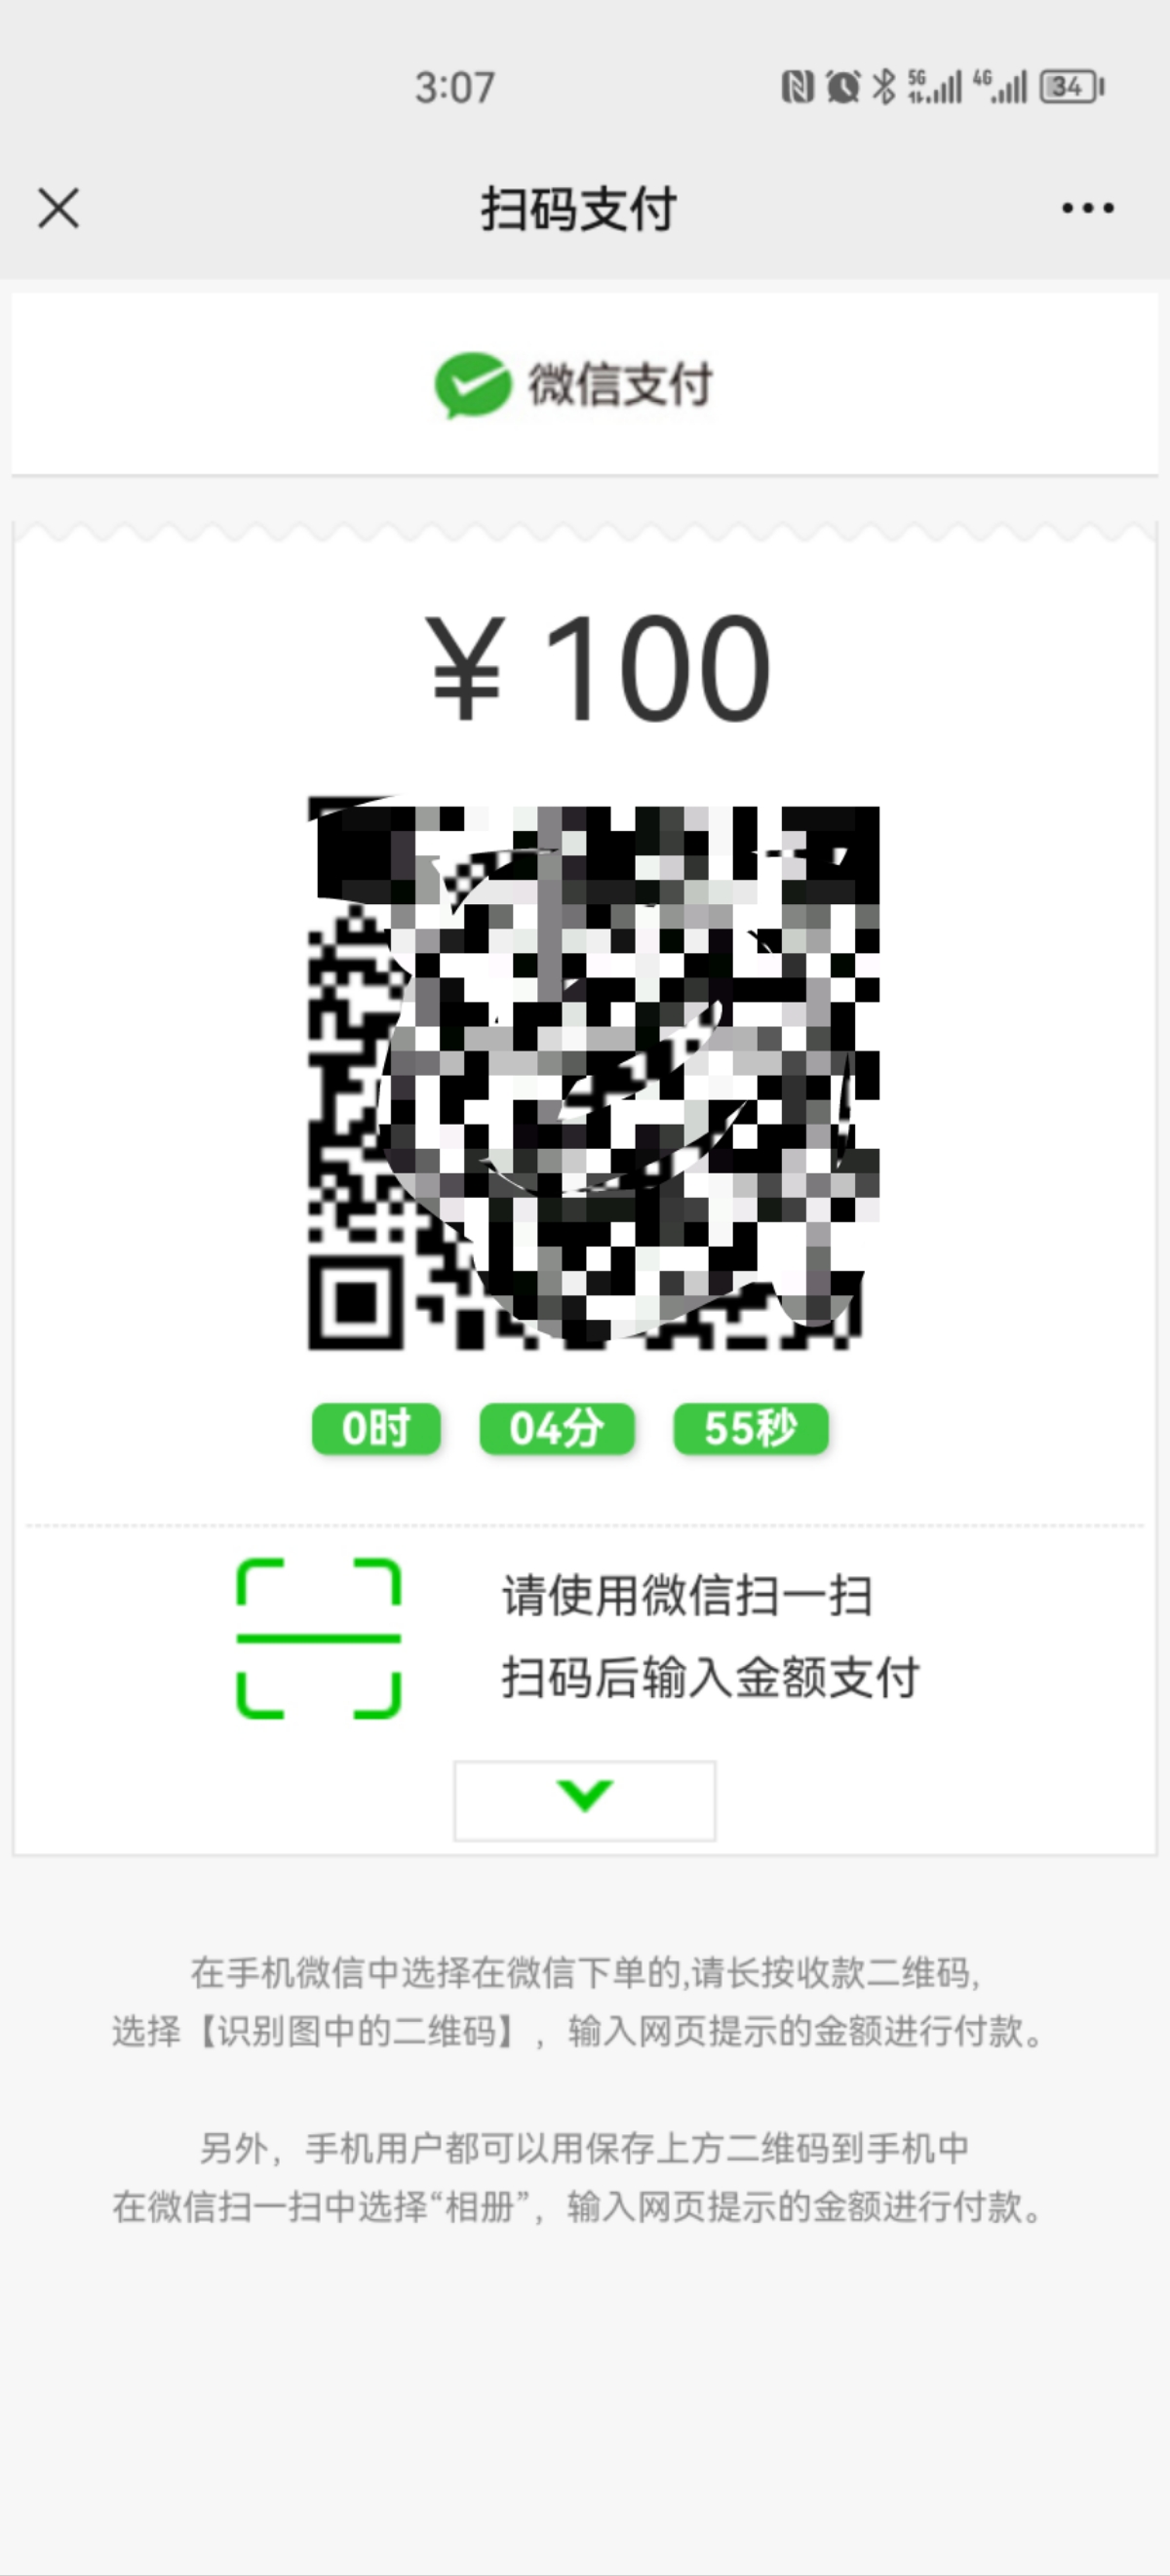 3:07
5G 4G 34
扫码支付
微信支付
¥100
0时 04分 55秒
请使用微信扫一扫
扫码后输入金额支付
在手机微信中选择在微信下单的,请长按收款二维码,
选择【识别图中的二维码】，输入网页提示的金额进行付款。
另外，手机用户都可以用保存上方二维码到手机中
在微信扫一扫中选择“相册”，输入网页提示的金额进行付款。